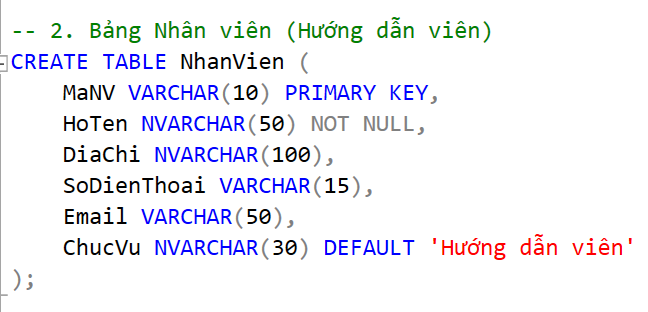 -- 2. Bảng Nhân viên (Hướng dẫn viên)
CREATE TABLE NhanVien (
    MaNV VARCHAR(10) PRIMARY KEY,
    HoTen NVARCHAR(50) NOT NULL,
    DiaChi NVARCHAR(100),
    SoDienThoai VARCHAR(15),
    Email VARCHAR(50),
    ChucVu NVARCHAR(30) DEFAULT 'Hướng dẫn viên'
);